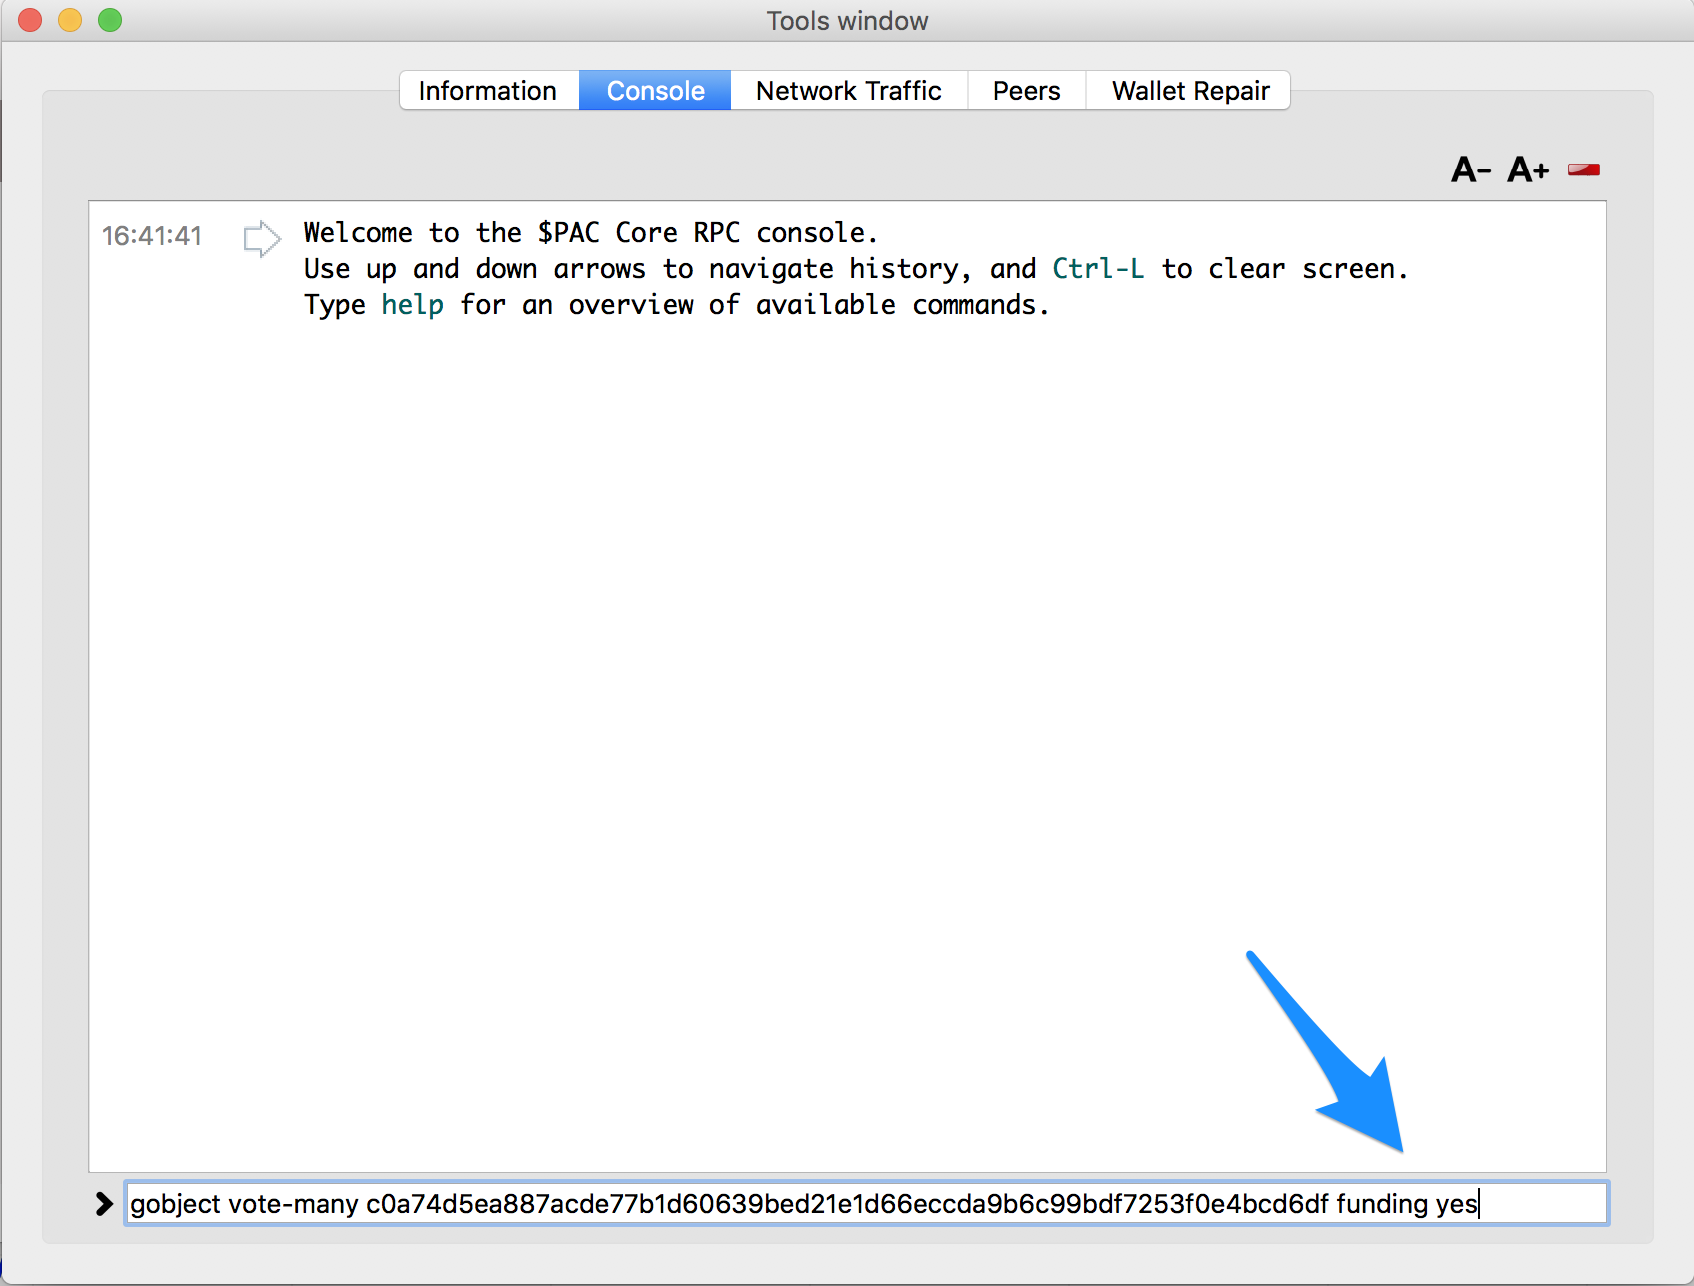 Tools window
Information Console Network Traffic Peers Wallet Repair
A- A+
16:41:41 Welcome to the $PAC Core RPC console.
Use up and down arrows to navigate history, and Ctrl-L to clear screen.
Type help for an overview of available commands.
gobject vote-many c0a74d5ea887acde77b1d60639bed21e1d66eccda9b6c99bdf7253f0e4bcd6df funding yes